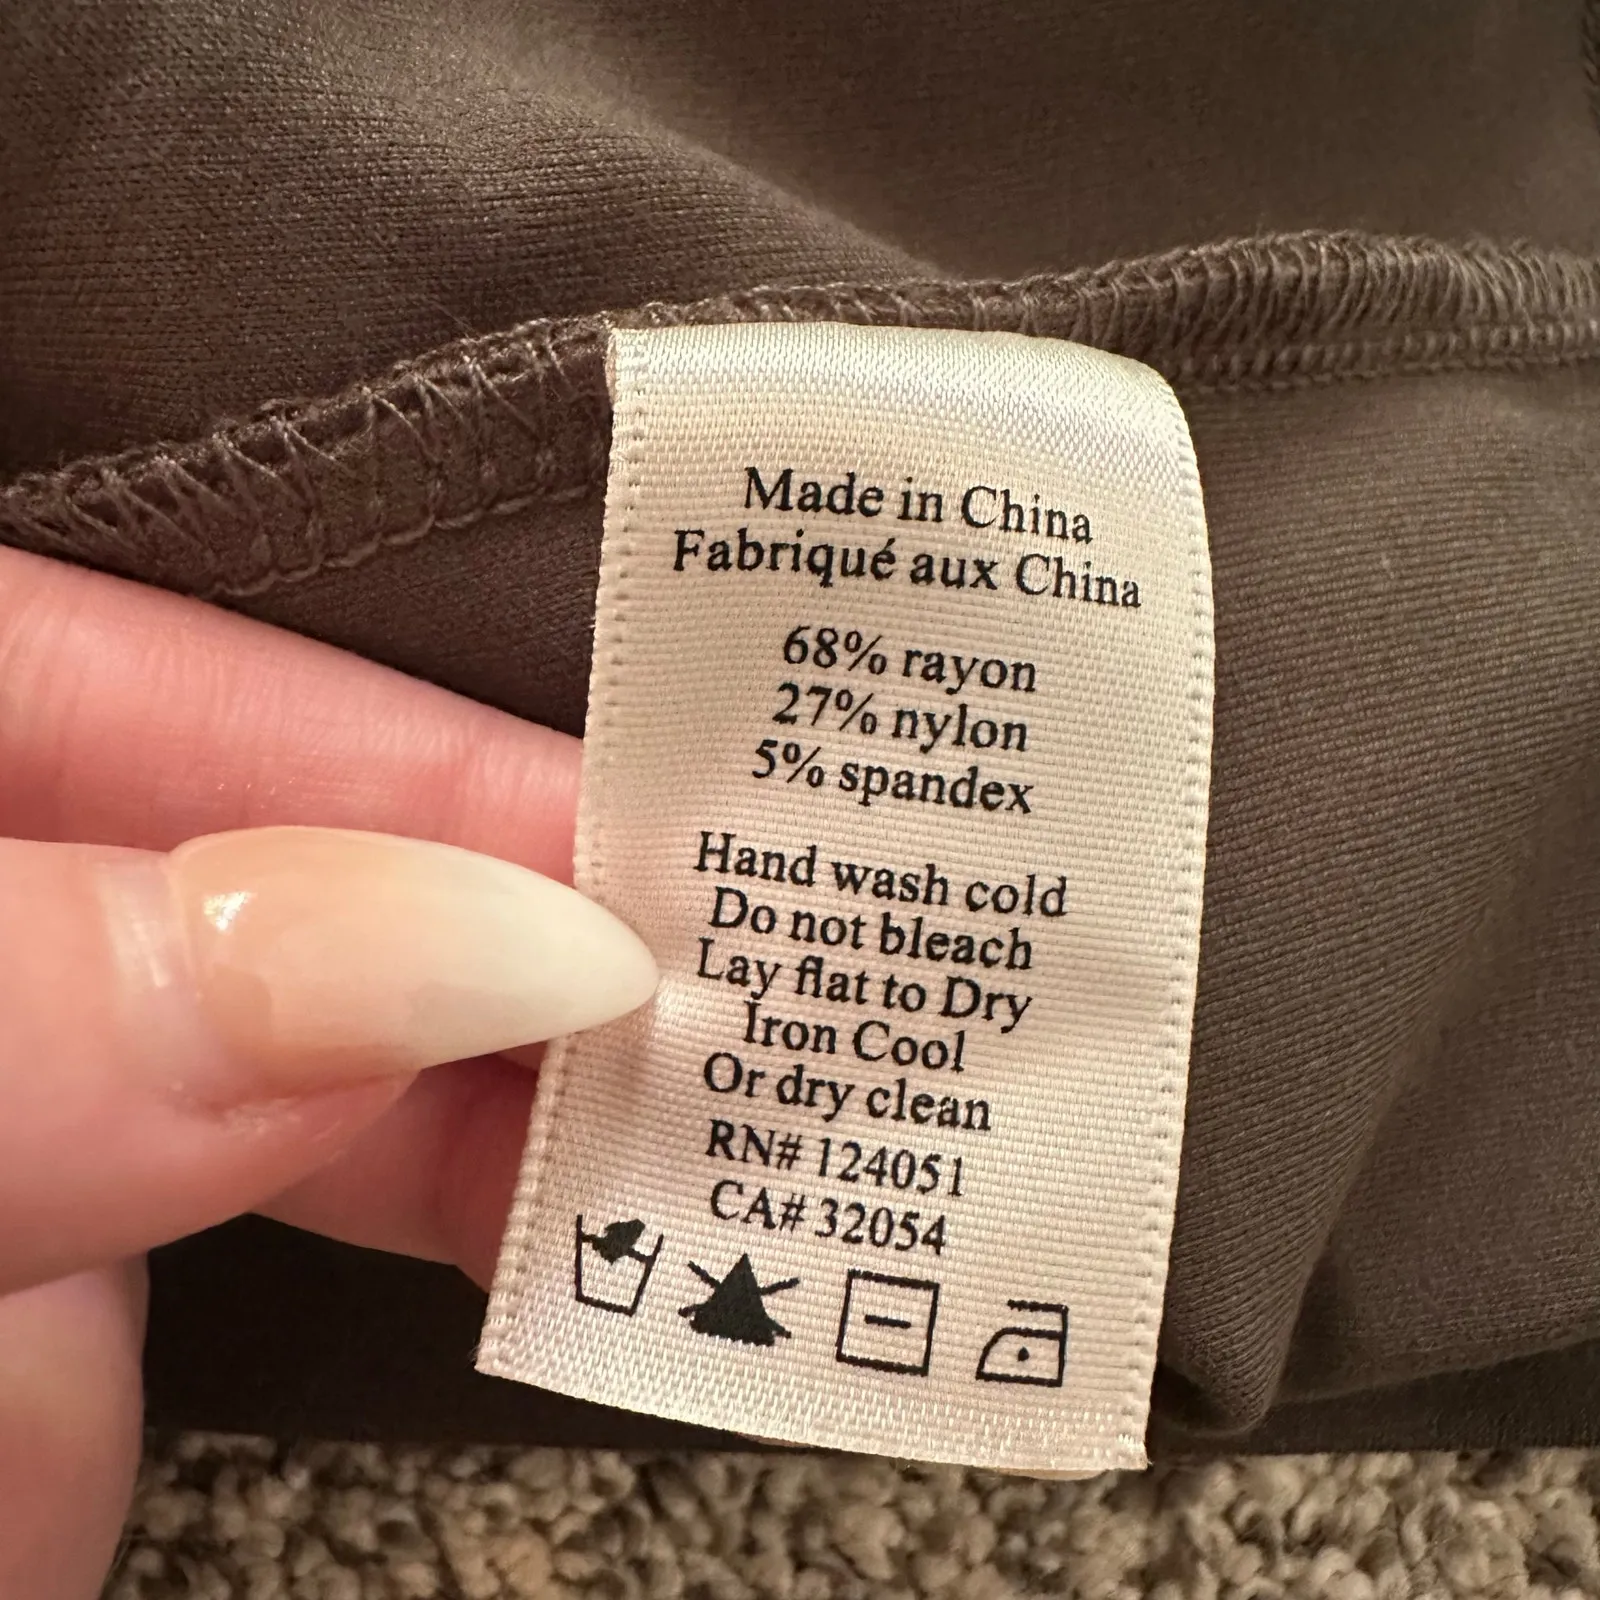 Made in China
Fabriqué aux China
68% rayon
27% nylon
5% spandex
Hand wash cold
Do not bleach
Lay flat to Dry
Iron Cool
Or dry clean
RN# 124051
CA# 32054